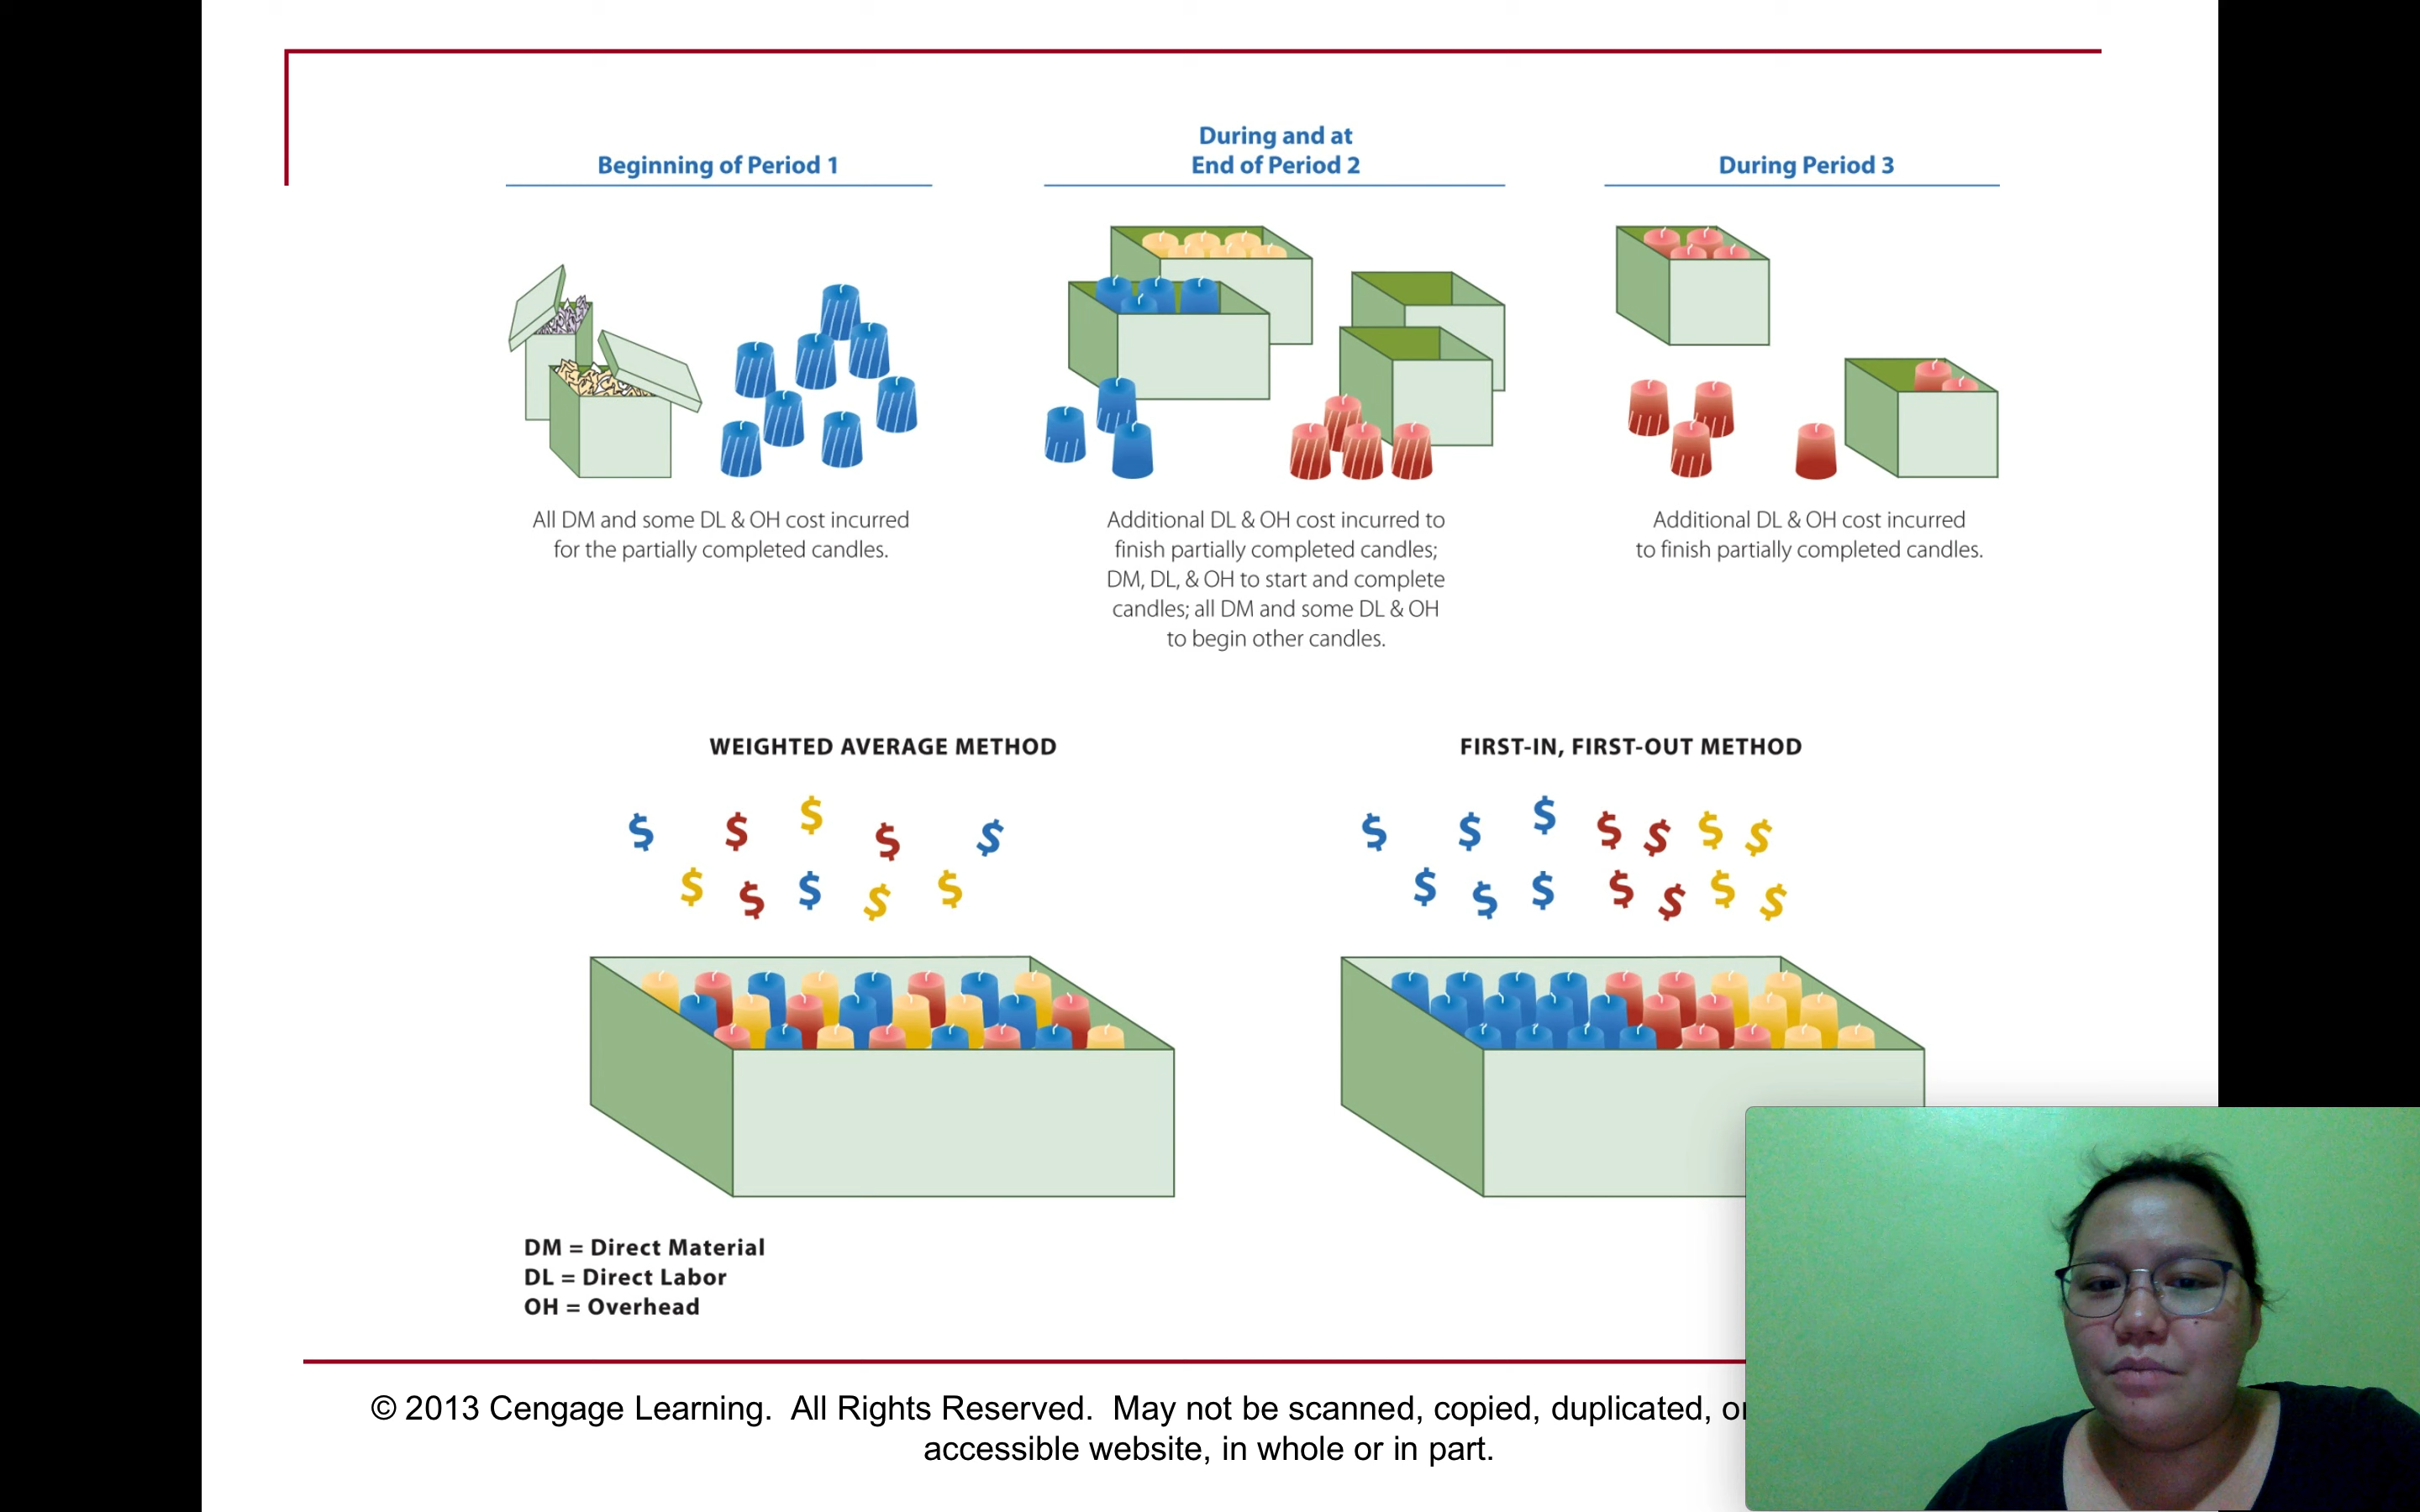 Beginning of Period 1
During and at
End of Period 2
During Period 3
All DM and some DL & OH cost incurred
for the partially completed candles.
Additional DL & OH cost incurred to
finish partially completed candles;
DM, DL, & OH to start and complete
candles; all DM and some DL & OH
to begin other candles.
Additional DL & OH cost incurred
to finish partially completed candles.
WEIGHTED AVERAGE METHOD
FIRST-IN, FIRST-OUT METHOD
$ $ $ $ $
$ $ $ $ $
$ $ $ $ $ $ $
$ $ $ $ $ $ $
DM = Direct Material
DL = Direct Labor
OH = Overhead
© 2013 Cengage Learning. All Rights Reserved. May not be scanned, copied, duplicated,
accessible website, in whole or in part.